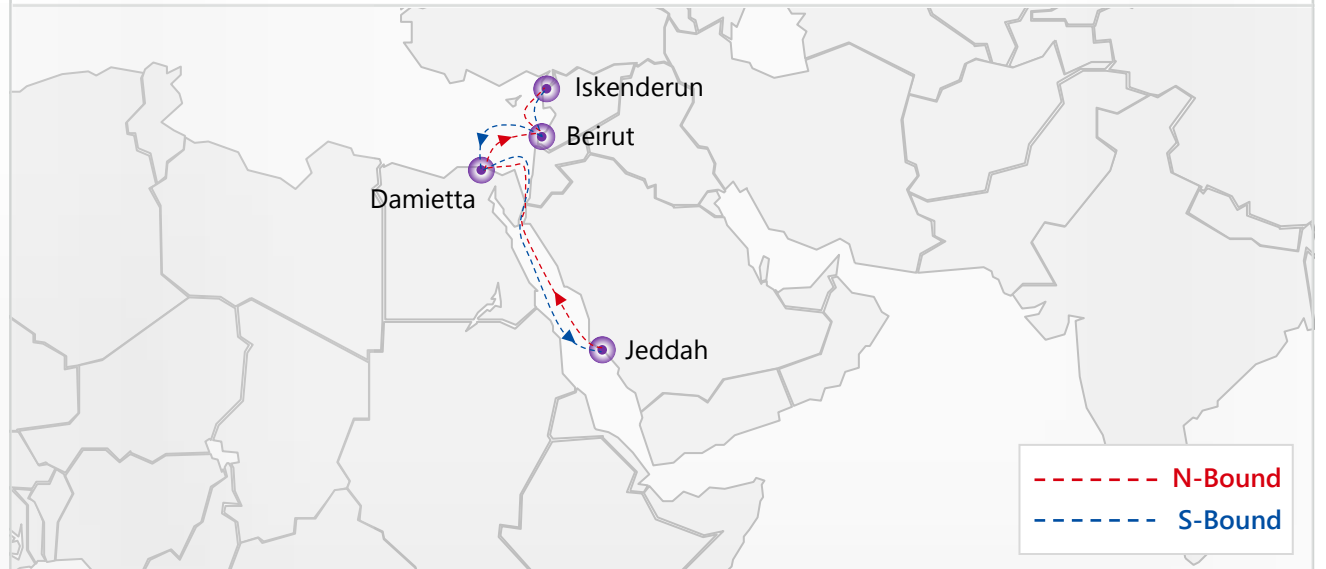 Iskenderun
Beirut
Damietta
Jeddah
N-Bound
S-Bound